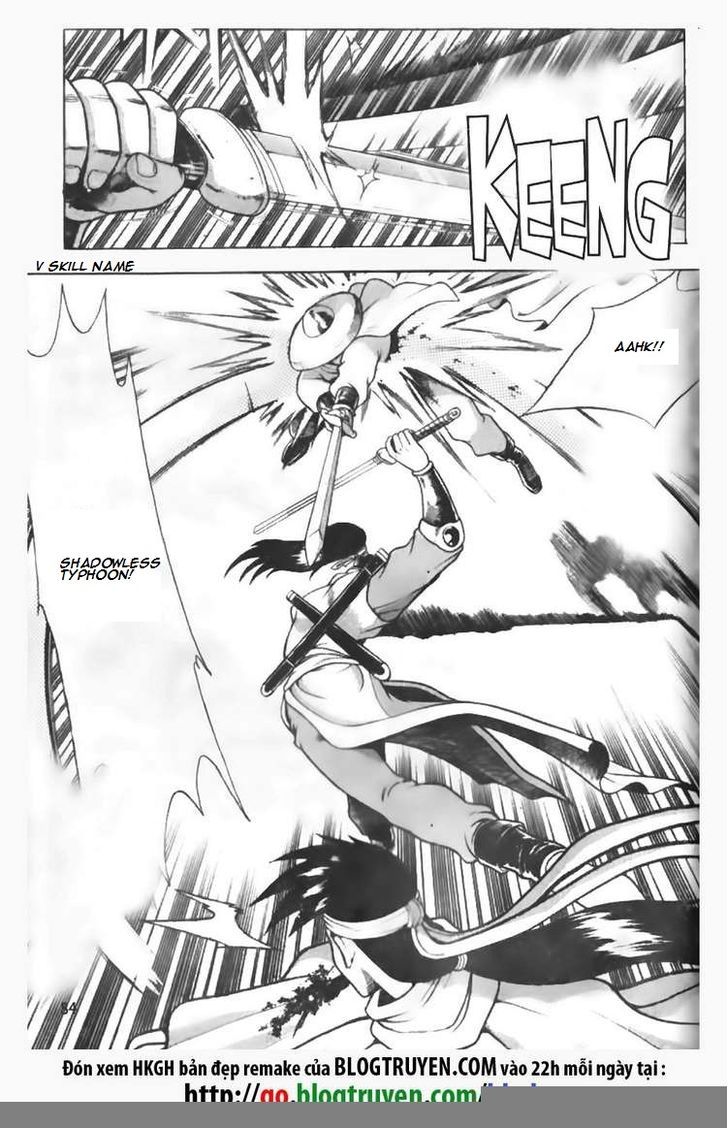 KEENG
V SKILL NAME
AAHK!!
SHADOWLESS
TYPHOON!
84
Đón xem HKGH bản đẹp remake của BLOGTRUYEN.COM vào 22h mỗi ngày tại :
http://go.blogtruyen.com/